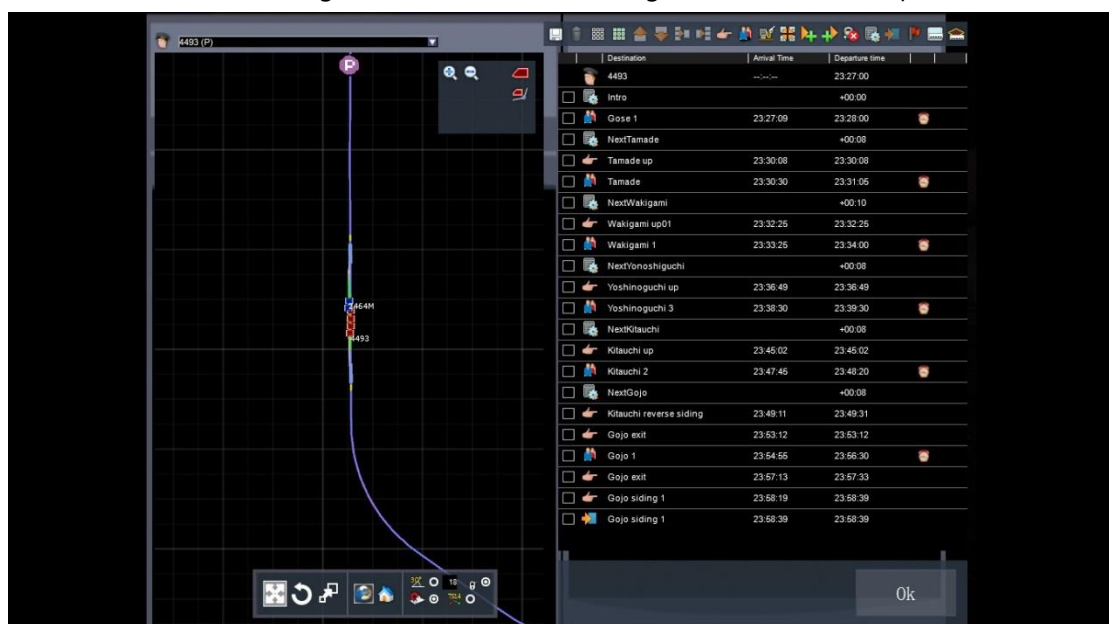 4493 (P)
P
464M
4493
18
Destination Arrival Time Departure time
4493 --:--:-- 23:27:00
Intro +00:00
Gose 1 23:27:09 23:28:00
NextTamade +00:08
Tamade up 23:30:08 23:30:08
Tamade 23:30:30 23:31:05
NextWakigami +00:10
Wakigami up01 23:32:25 23:32:25
Wakigami 1 23:33:25 23:34:00
NextYonoshiguchi +00:08
Yoshinoguchi up 23:36:49 23:36:49
Yoshinoguchi 3 23:38:30 23:39:30
NextKitauchi +00:08
Kitauchi up 23:45:02 23:45:02
Kitauchi 2 23:47:45 23:48:20
NextGojo +00:08
Kitauchi reverse siding 23:49:11 23:49:31
Gojo exit 23:53:12 23:53:12
Gojo 1 23:54:55 23:56:30
Gojo exit 23:57:13 23:57:33
Gojo siding 1 23:58:19 23:58:39
Gojo siding 1 23:58:39 23:58:39
Ok